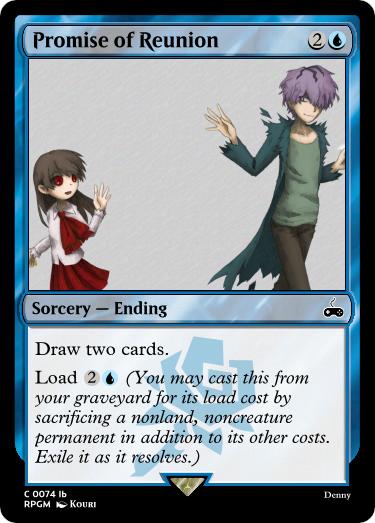 Promise of Reunion 2
Sorcery — Ending
Draw two cards.
Load 2 (You may cast this from
your graveyard for its load cost by
sacrificing a nonland, noncreature
permanent in addition to its other costs.
Exile it as it resolves.)
C 0074 Ib
RPGM Kouri
Denny